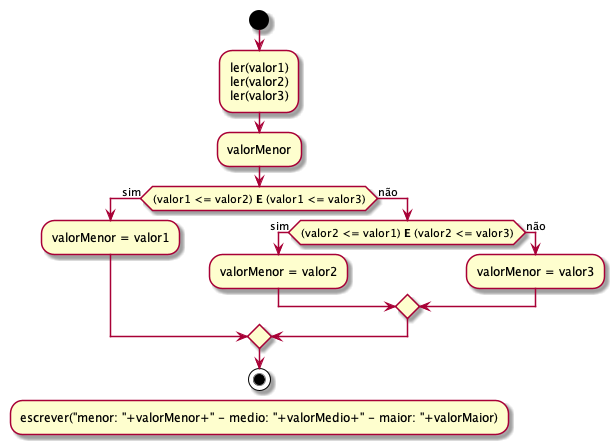 ler(valor1)
ler(valor2)
ler(valor3)
valorMenor
sim
(valor1 <= valor2) E (valor1 <= valor3)
não
valorMenor = valor1
sim
(valor2 <= valor1) E (valor2 <= valor3)
não
valorMenor = valor2
valorMenor = valor3
escrever("menor: "+valorMenor+" - medio: "+valorMedio+" - maior: "+valorMaior)